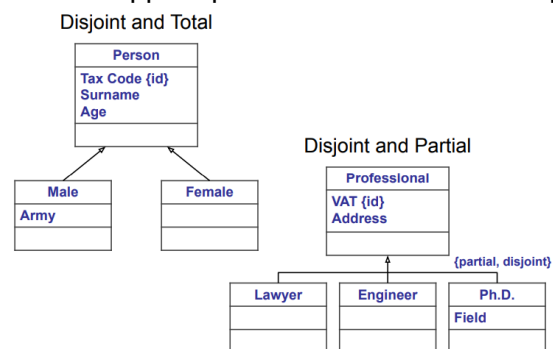 Disjoint and Total
Person
Tax Code {id}
Surname
Age
Male
Army
Female
Disjoint and Partial
Professional
VAT {id}
Address
{partial, disjoint}
Lawyer
Engineer
Ph.D.
Field